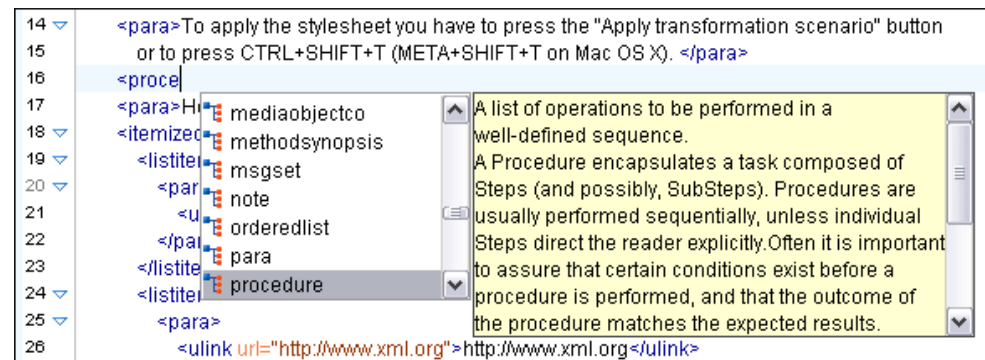 14 <para>To apply the stylesheet you have to press the "Apply transformation scenario" button
15 or to press CTRL+SHIFT+T (META+SHIFT+T on Mac OS X). </para>
16 <proce
17 <para>H
18 <itemized
19 <listite
20 <par
21 <u
22 </par
23 </listite
24 <listite
25 <para>
26 <ulink url="http://www.xml.org">http://www.xml.org</ulink>
mediaobjectco
methodsynopsis
msgset
note
orderedlist
para
procedure
A list of operations to be performed in a
well-defined sequence.
A Procedure encapsulates a task composed of
Steps (and possibly, SubSteps). Procedures are
usually performed sequentially, unless individual
Steps direct the reader explicitly.Often it is important
to assure that certain conditions exist before a
procedure is performed, and that the outcome of
the procedure matches the expected results.